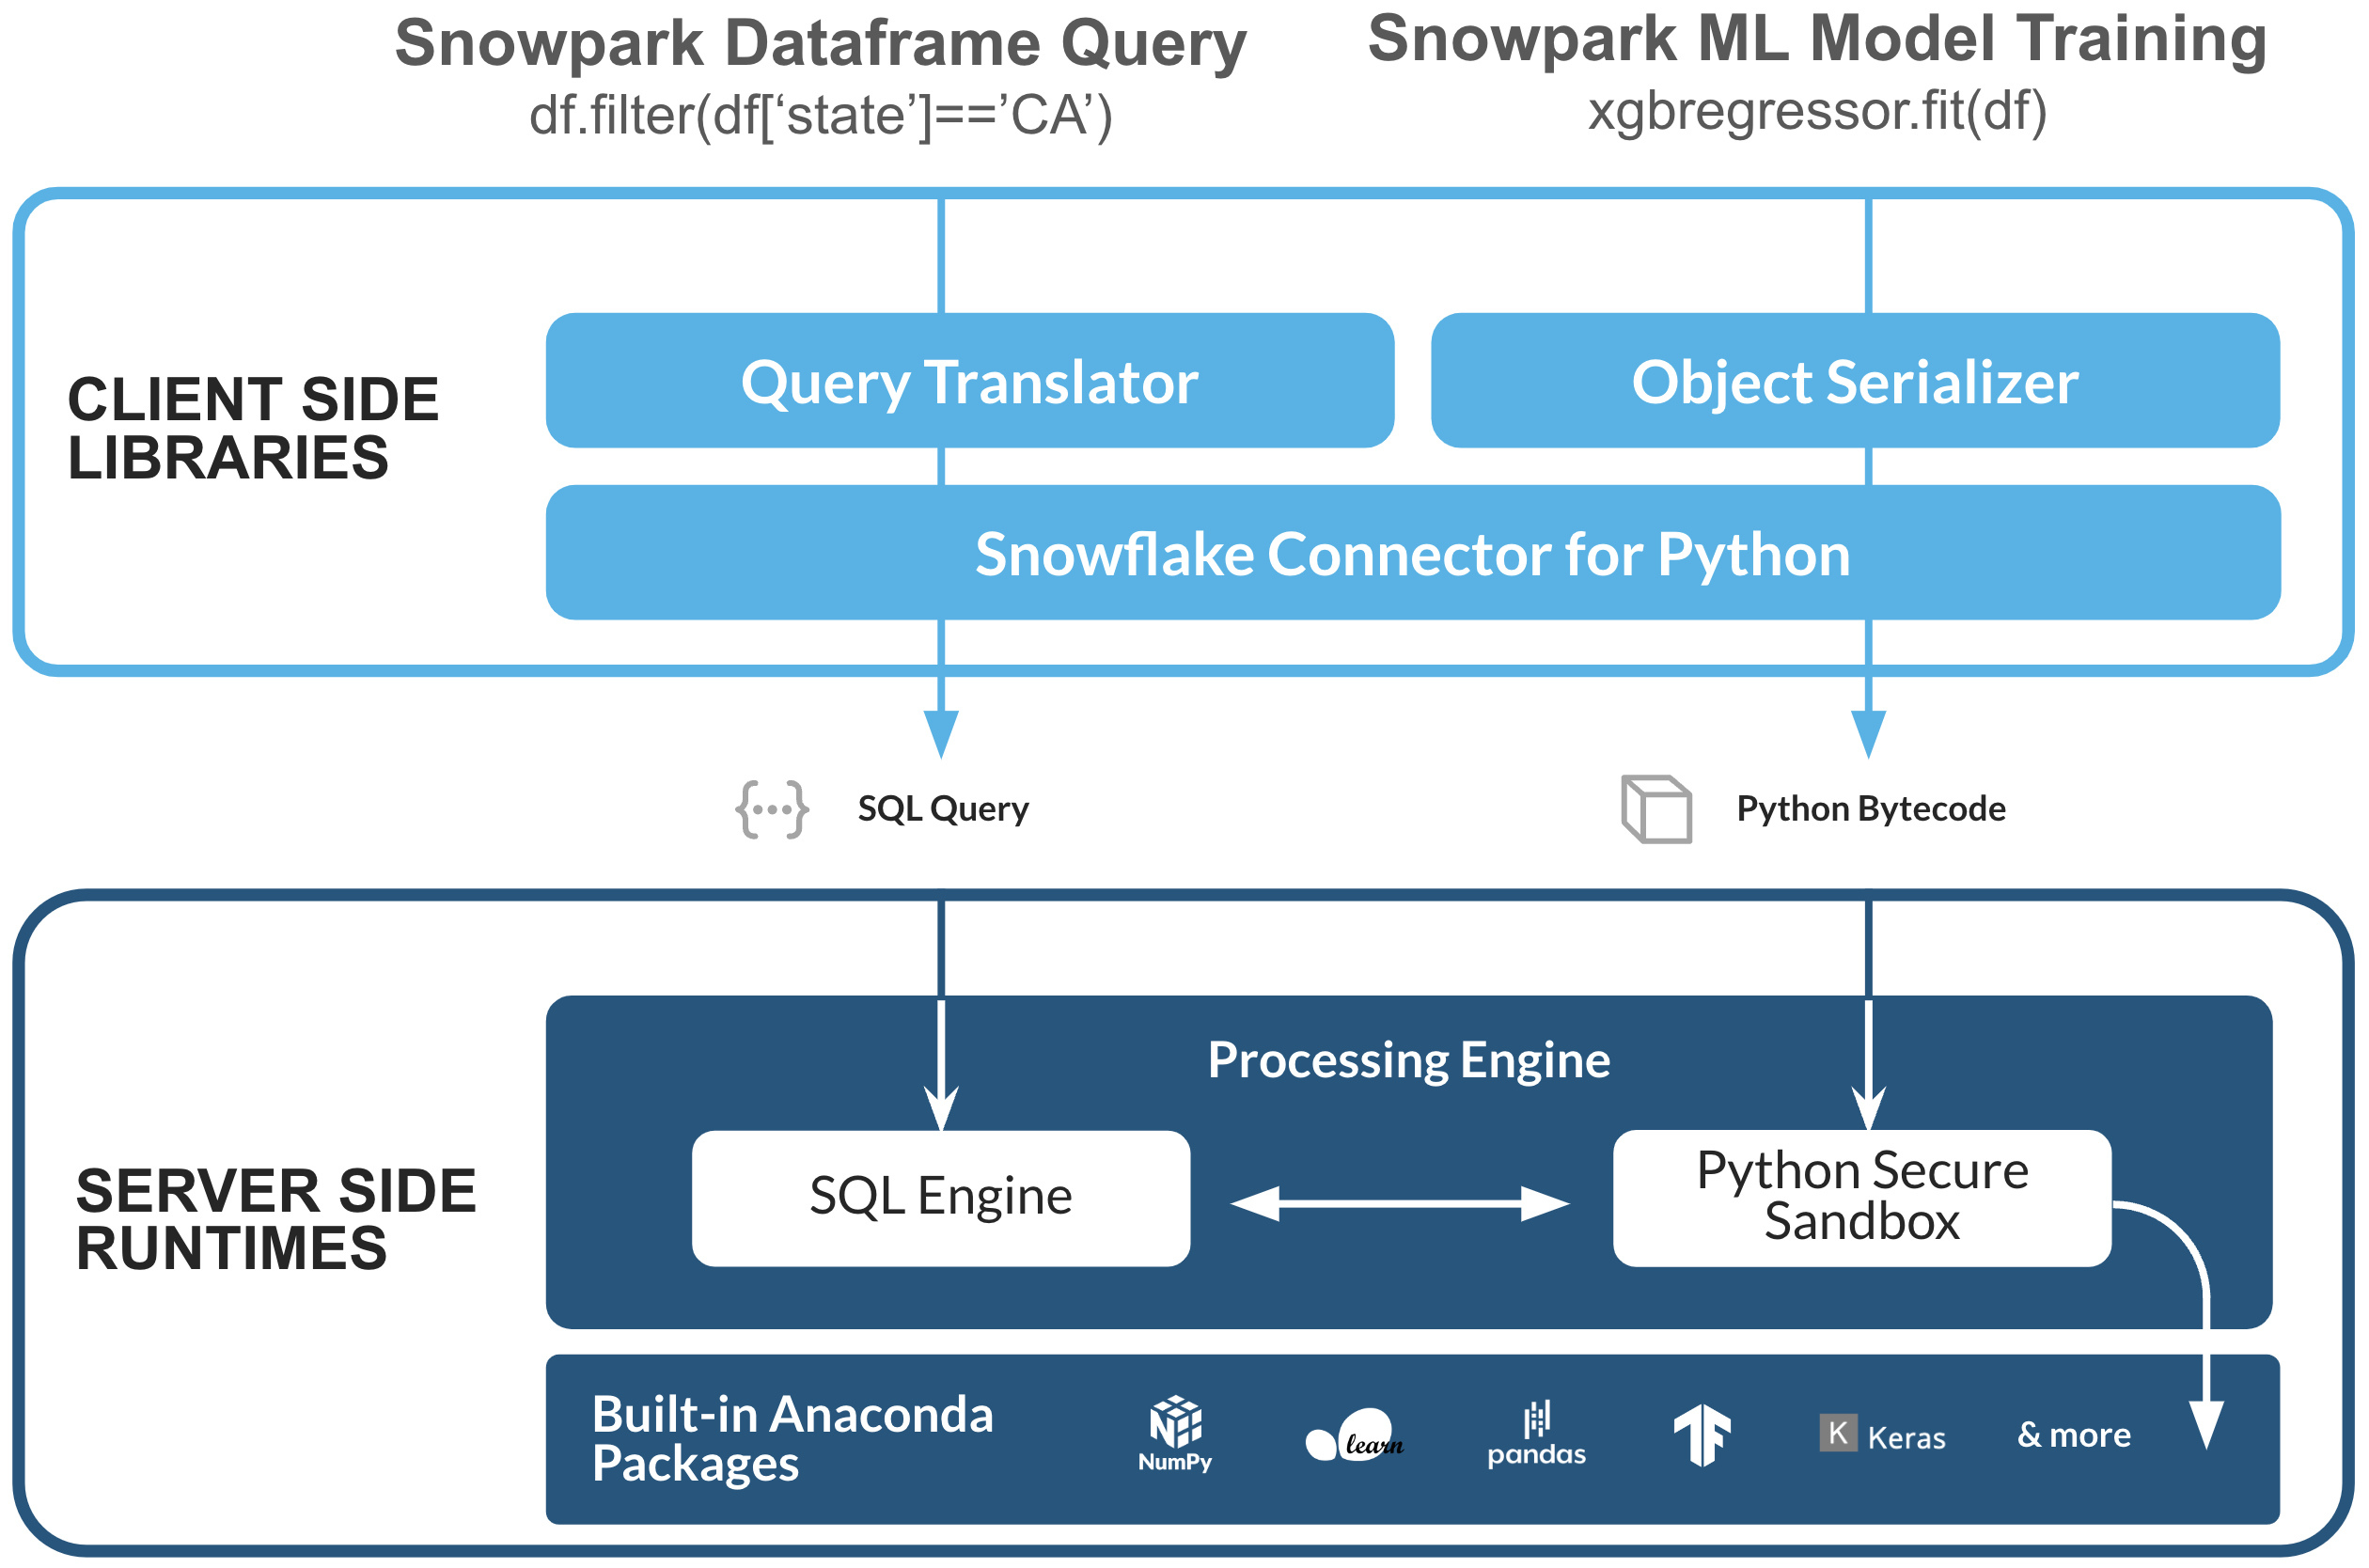 Snowpark Dataframe Query
df.filter(df[‘state’]==’CA’)
Snowpark ML Model Training
xgbregressor.fit(df)
CLIENT SIDE
LIBRARIES
Query Translator
Object Serializer
Snowflake Connector for Python
SQL Query
Python Bytecode
SERVER SIDE
RUNTIMES
Processing Engine
SQL Engine
Python Secure
Sandbox
Built-in Anaconda
Packages
NumPy
learn
pandas
K Keras
& more